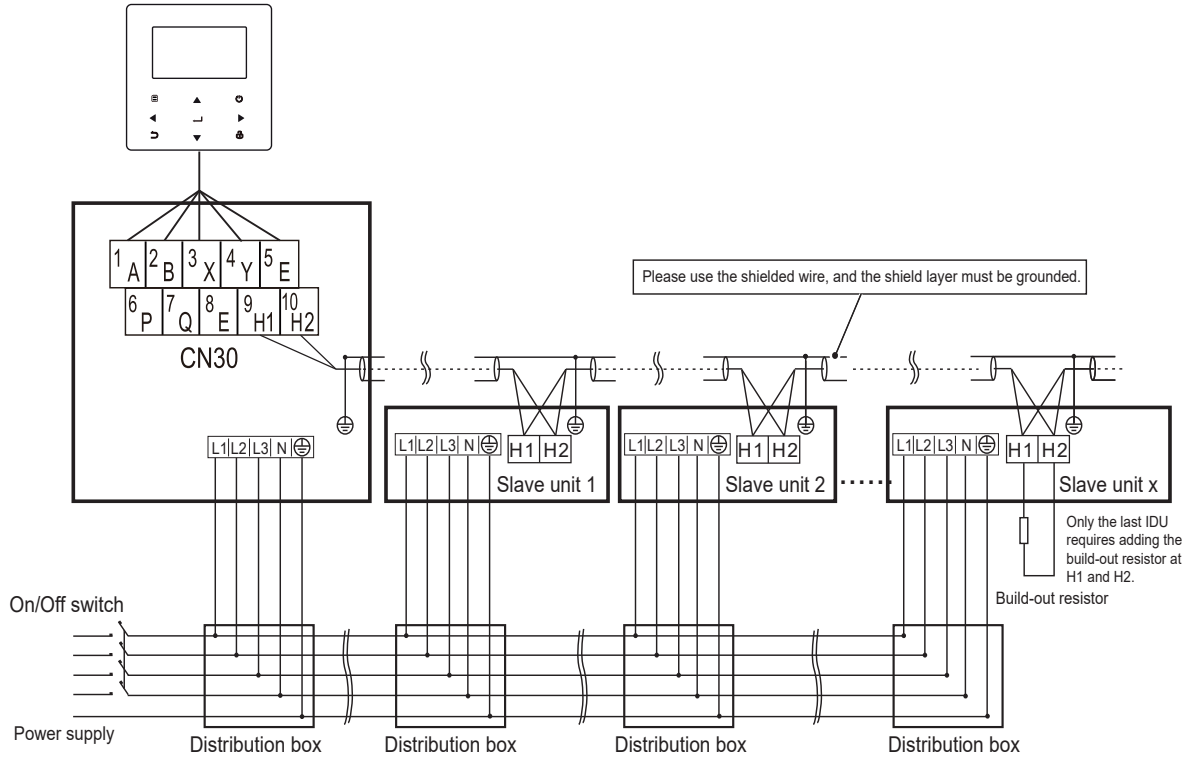 1 A 2 B 3 X 4 Y 5 E
6 P 7 Q 8 E 9 H1 10 H2
CN30
Please use the shielded wire, and the shield layer must be grounded.
L1 L2 L3 N
L1 L2 L3 N
H1 H2
Slave unit 1
L1 L2 L3 N
H1 H2
Slave unit 2
L1 L2 L3 N
H1 H2
Slave unit x
Only the last IDU
requires adding the
build-out resistor at
H1 and H2.
Build-out resistor
On/Off switch
Power supply
Distribution box
Distribution box
Distribution box
Distribution box